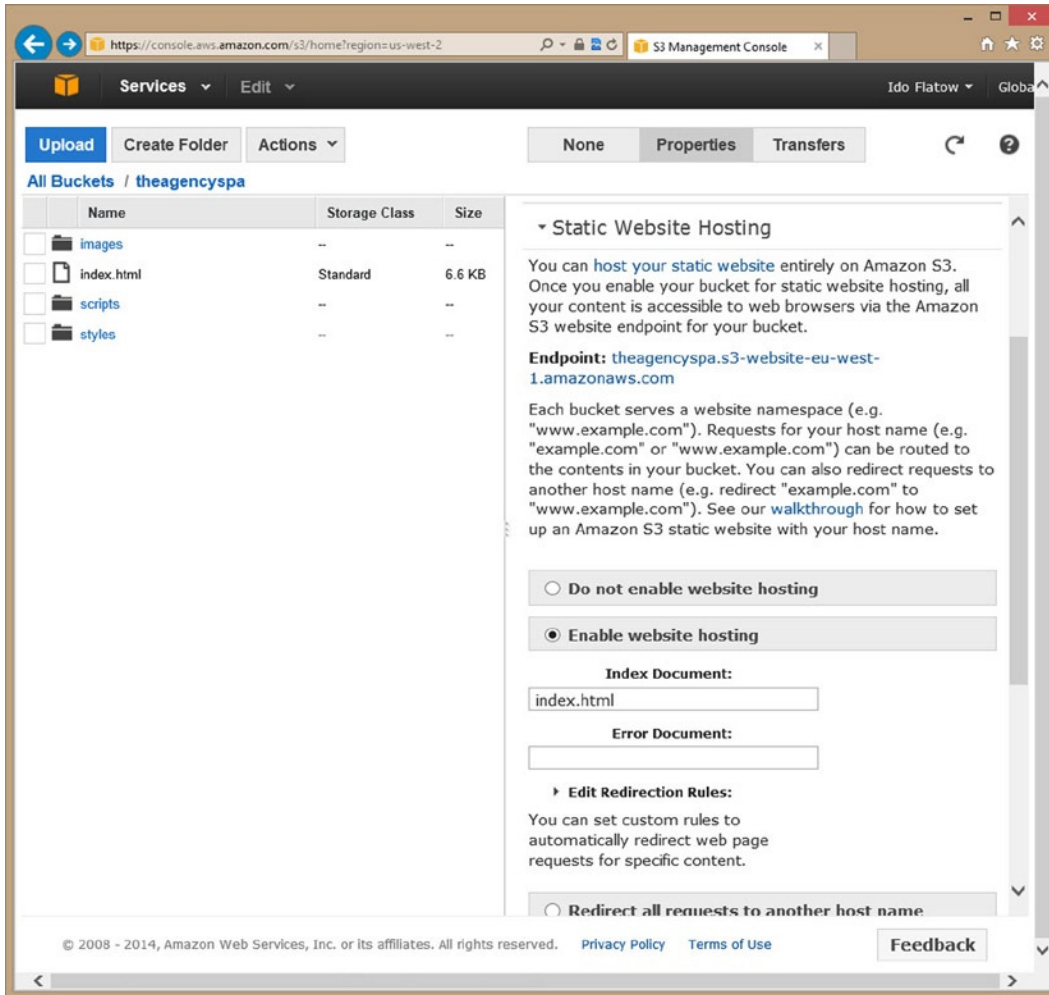 https://console.aws.amazon.com/s3/home?region=us-west-2
S3 Management Console
Services Edit Ido Flatow
Upload Create Folder Actions None Properties Transfers
All Buckets / theagencyspa
Name Storage Class Size
images -- --
index.html Standard 6.6 KB
scripts -- --
styles -- --
Static Website Hosting
You can host your static website entirely on Amazon S3.
Once you enable your bucket for static website hosting, all
your content is accessible to web browsers via the Amazon
S3 website endpoint for your bucket.
Endpoint: theagencyspa.s3-website-eu-west-
1.amazonaws.com
Each bucket serves a website namespace (e.g.
"www.example.com"). Requests for your host name (e.g.
"example.com" or "www.example.com") can be routed to
the contents in your bucket. You can also redirect requests to
another host name (e.g. redirect "example.com" to
"www.example.com"). See our walkthrough for how to set
up an Amazon S3 static website with your host name.
Do not enable website hosting
Enable website hosting
Index Document:
index.html
Error Document:
Edit Redirection Rules:
You can set custom rules to
automatically redirect web page
requests for specific content.
Redirect all requests to another host name
© 2008 - 2014, Amazon Web Services, Inc. or its affiliates. All rights reserved. Privacy Policy Terms of Use Feedback